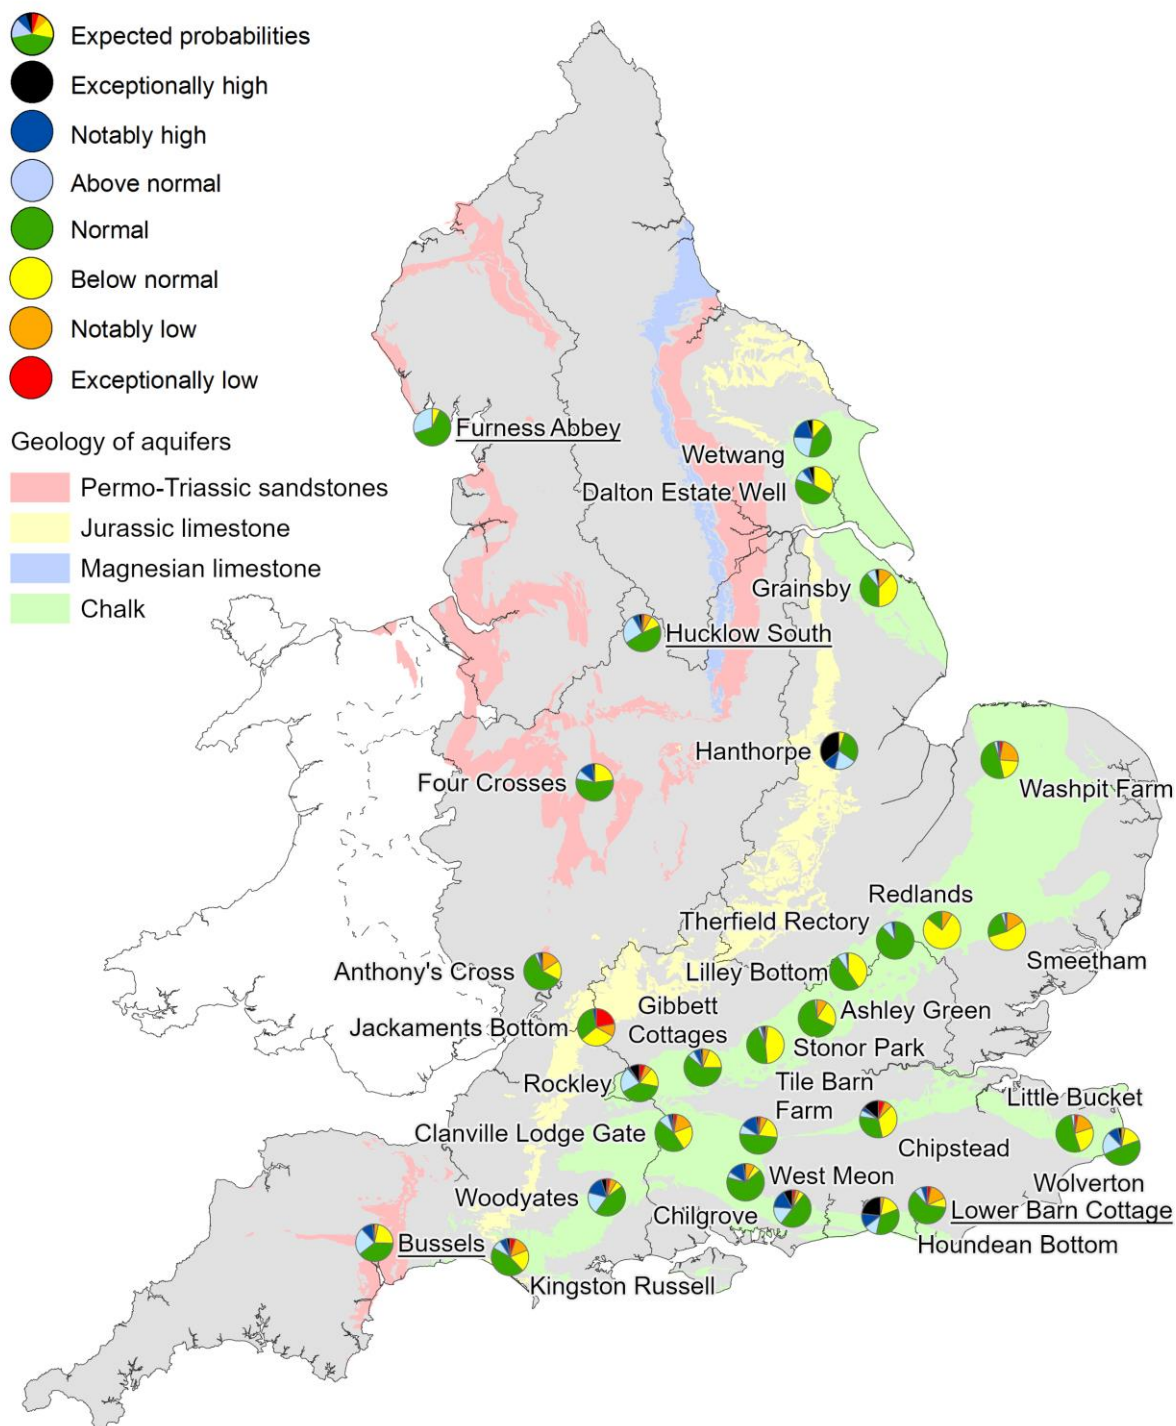 Expected probabilities
Exceptionally high
Notably high
Above normal
Normal
Below normal
Notably low
Exceptionally low
Geology of aquifers
Permo-Triassic sandstones
Jurassic limestone
Magnesian limestone
Chalk
Furness Abbey
Wetwang
Dalton Estate Well
Grainsby
Hucklow South
Hanthorpe
Four Crosses
Washpit Farm
Redlands
Therfield Rectory
Smeetham
Anthony's Cross
Lilley Bottom
Jackaments Bottom
Gibbett
Cottages
Ashley Green
Stonor Park
Rockley
Tile Barn
Farm
Little Bucket
Clanville Lodge Gate
Chipstead
Wolverton
West Meon
Woodyates
Chilgrove
Lower Barn Cottage
Houndean Bottom
Bussels
Kingston Russell